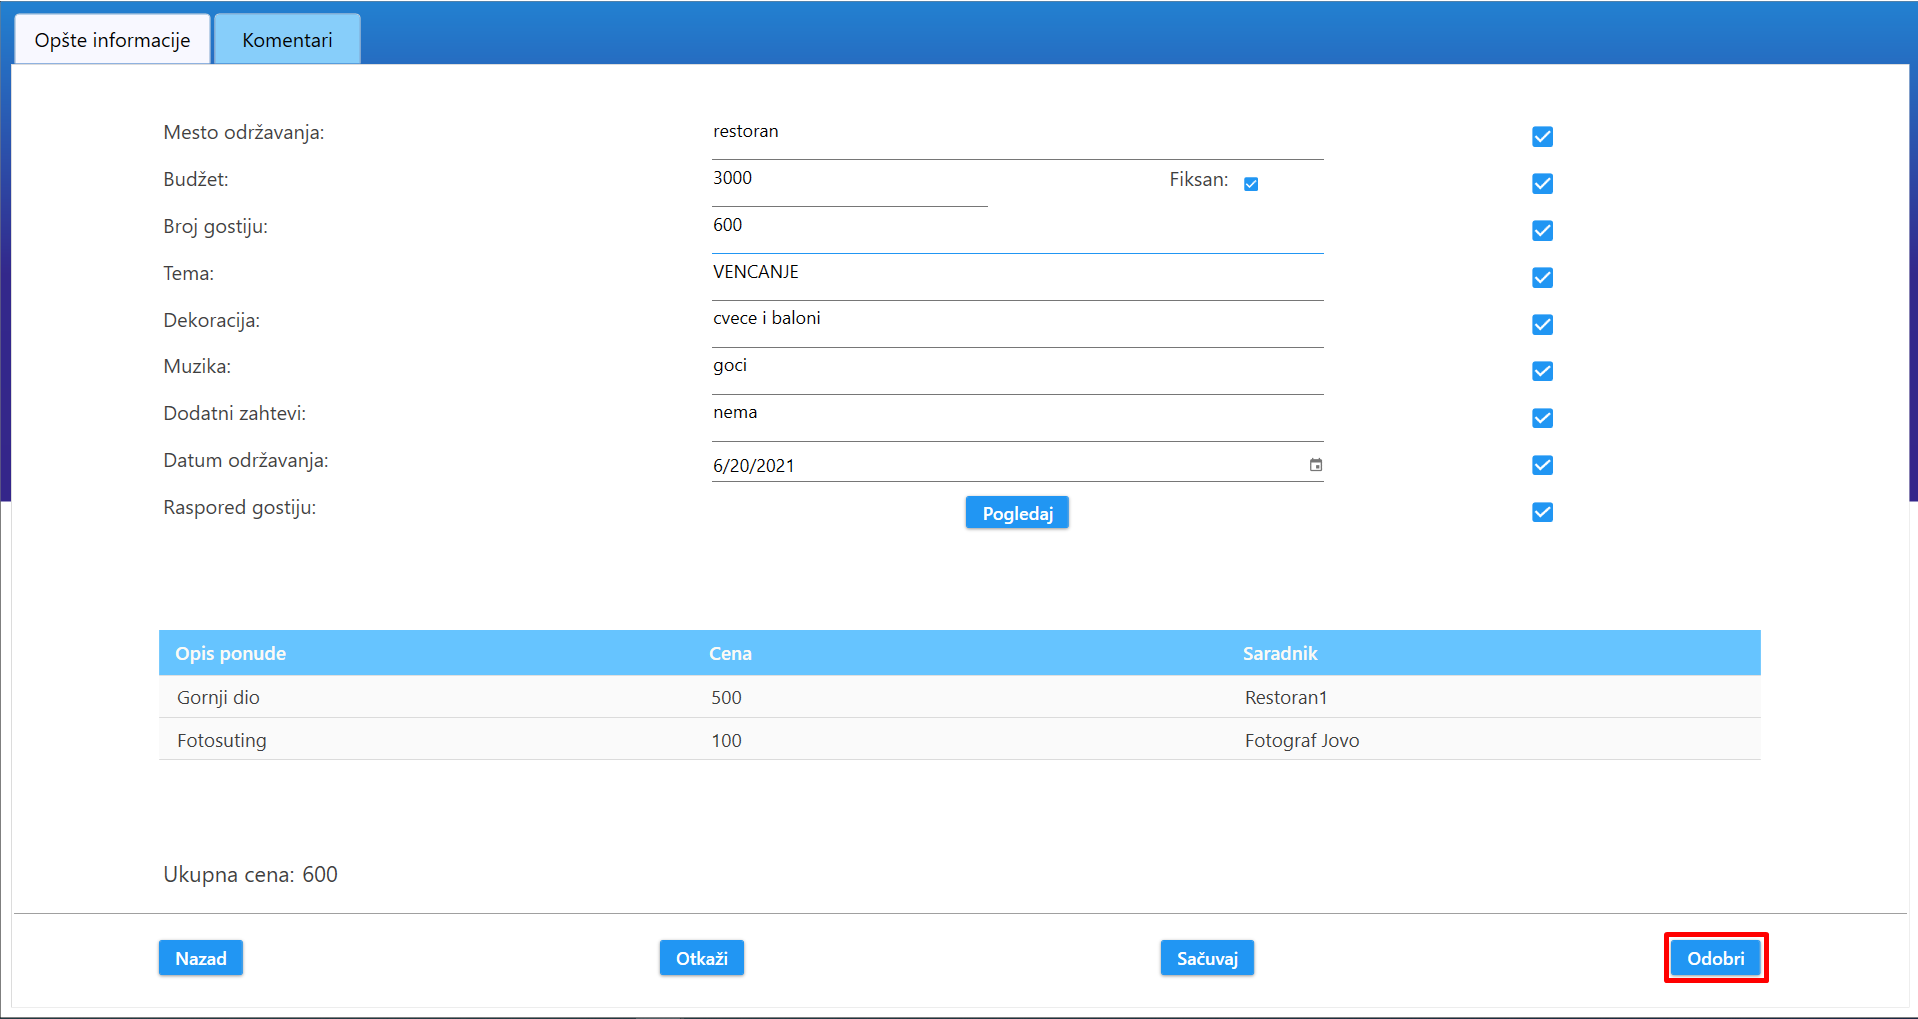 Opšte informacije Komentari
Mesto održavanja: restoran
Budžet: 3000 Fiksan:
Broj gostiju: 600
Tema: VENCANJE
Dekoracija: cvece i baloni
Muzika: goci
Dodatni zahtevi: nema
Datum održavanja: 6/20/2021
Raspored gostiju: Pogledaj
Opis ponude Cena Saradnik
Gornji dio 500 Restoran1
Fotosuting 100 Fotograf Jovo
Ukupna cena: 600
Nazad Otkaži Sačuvaj Odobri